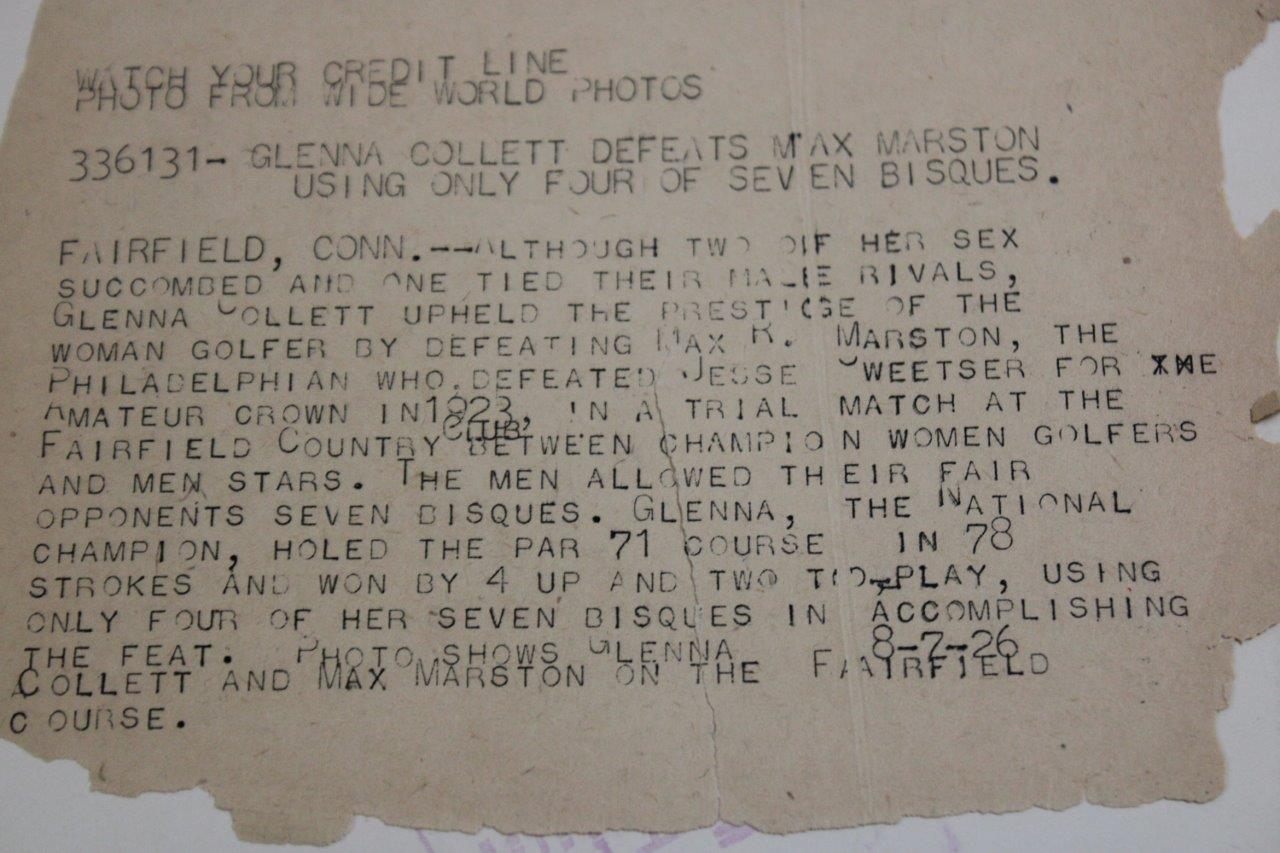 WATCH YOUR CREDIT LINE
PHOTO FROM WIDE WORLD PHOTOS
336131- GLENNA COLLETT DEFEATS MAX MARSTON
USING ONLY FOUR OF SEVEN BISQUES.
FAIRFIELD, CONN.--ALTHOUGH TWO OIF HER SEX
SUCCOMBED AND ONE TIED THEIR MALE RIVALS,
GLENNA COLLETT UPHELD THE PRESTIGE OF THE
WOMAN GOLFER BY DEFEATING MAX R. MARSTON, THE
PHILADELPHIAN WHO.DEFEATED JESSE SWEETSER FOR THE
AMATEUR CROWN IN 1923, IN A TRIAL MATCH AT THE
FAIRFIELD COUNTRY CLUB BETWEEN CHAMPION WOMEN GOLFERS
AND MEN STARS. THE MEN ALLOWED THEIR FAIR
OPPONENTS SEVEN BISQUES. GLENNA, THE NATIONAL
CHAMPION, HOLED THE PAR 71 COURSE IN 78
STROKES AND WON BY 4 UP AND TWO TO-PLAY, USING
ONLY FOUR OF HER SEVEN BISQUES IN ACCOMPLISHING
THE FEAT. PHOTO SHOWS GLENNA 8-7-26
COLLETT AND MAX MARSTON ON THE FAAIRFIELD
COURSE.